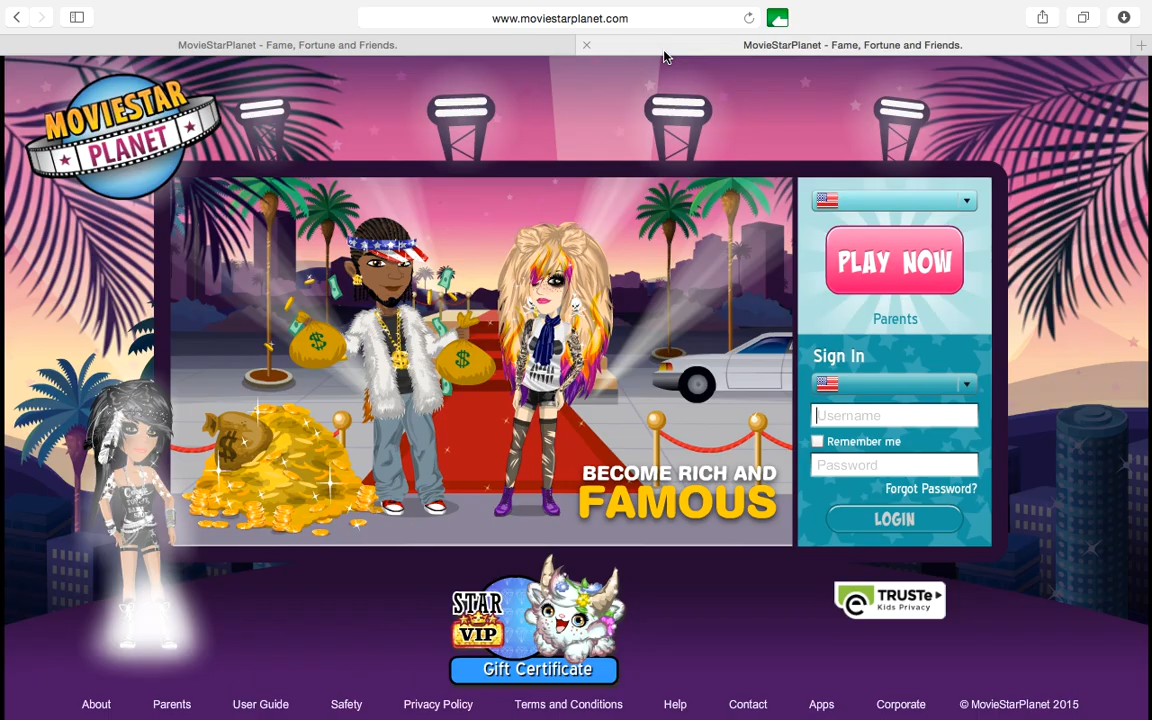 www.moviestarplanet.com
MovieStarPlanet - Fame, Fortune and Friends.
MovieStarPlanet - Fame, Fortune and Friends.
MOVIESTAR
PLANET
PLAY NOW
Parents
Sign In
Username
Remember me
Password
Forgot Password?
LOGIN
$
$
BECOME RICH AND
FAMOUS
STAR
VIP
Gift Certificate
TRUSTe
Kids Privacy
About
Parents
User Guide
Safety
Privacy Policy
Terms and Conditions
Help
Contact
Apps
Corporate
© MovieStarPlanet 2015